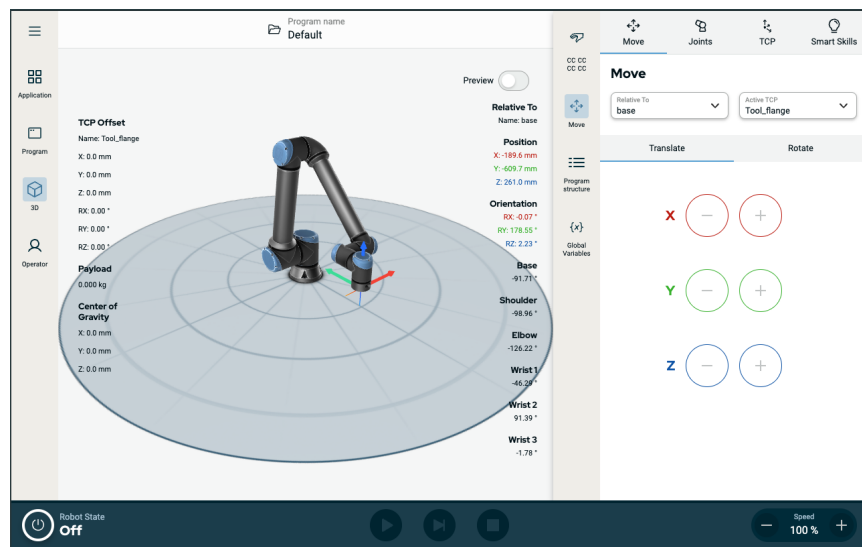 Program name
Default
Application
Program
3D
Operator
Preview
TCP Offset
Name: Tool_flange
X: 0.0 mm
Y: 0.0 mm
Z: 0.0 mm
RX: 0.00 °
RY: 0.00 °
RZ: 0.00 °
Payload
0.000 kg
Center of
Gravity
X: 0.0 mm
Y: 0.0 mm
Z: 0.0 mm
Relative To
Name: base
Position
X: -189.6 mm
Y: -609.7 mm
Z: 261.0 mm
Orientation
RX: -0.07 °
RY: 178.55 °
RZ: 2.23 °
Base
-91.71 °
Shoulder
-98.96 °
Elbow
-126.22 °
Wrist 1
-46.29 °
Wrist 2
91.39 °
Wrist 3
-1.78 °
CC CC
CC CC
Move
Program
structure
{x}
Global
Variables
Move
Joints
TCP
Smart Skills
Move
Relative To
base
Active TCP
Tool_flange
Translate
Rotate
X − +
Y − +
Z − +
Robot State
Off
Speed
− 100 % +